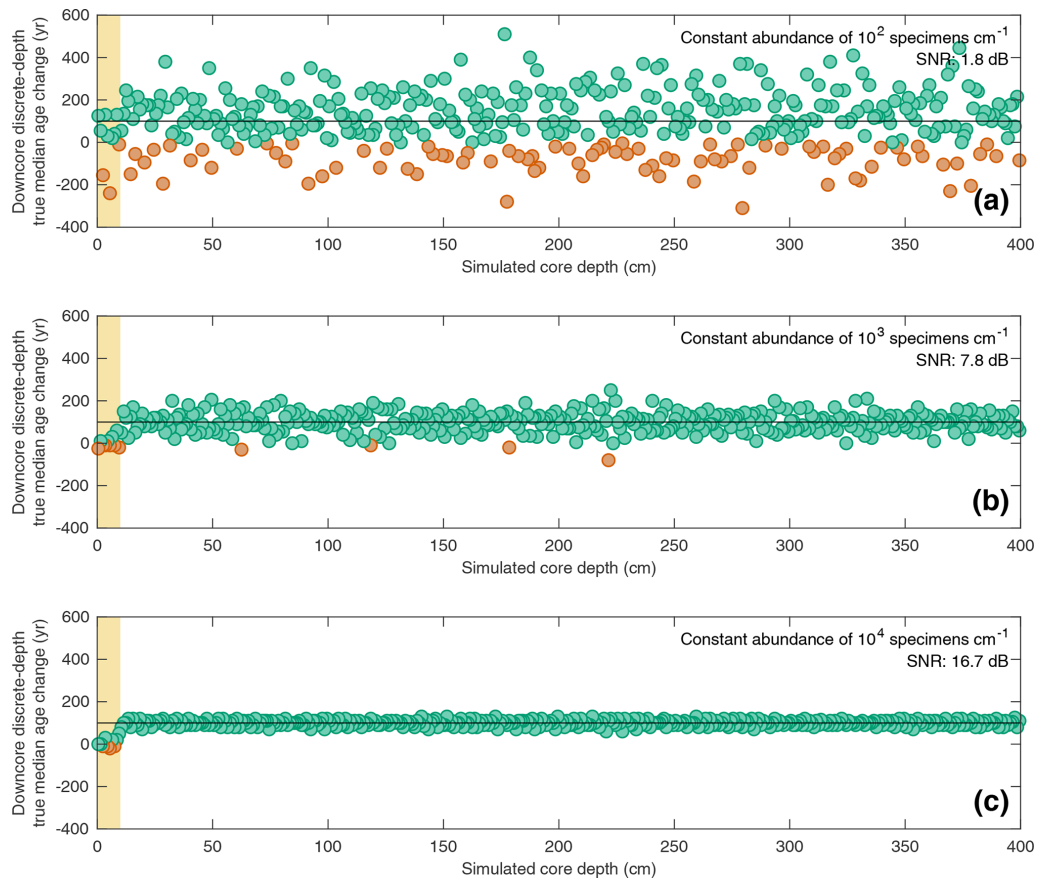 600
400
200
0
-200
-400
Downcore discrete-depth
true median age change (yr)
Constant abundance of 10² specimens cm⁻¹
SNR: 1.8 dB
(a)
0 50 100 150 200 250 300 350 400
Simulated core depth (cm)
600
400
200
0
-200
-400
Downcore discrete-depth
true median age change (yr)
Constant abundance of 10³ specimens cm⁻¹
SNR: 7.8 dB
(b)
0 50 100 150 200 250 300 350 400
Simulated core depth (cm)
600
400
200
0
-200
-400
Downcore discrete-depth
true median age change (yr)
Constant abundance of 10⁴ specimens cm⁻¹
SNR: 16.7 dB
(c)
0 50 100 150 200 250 300 350 400
Simulated core depth (cm)